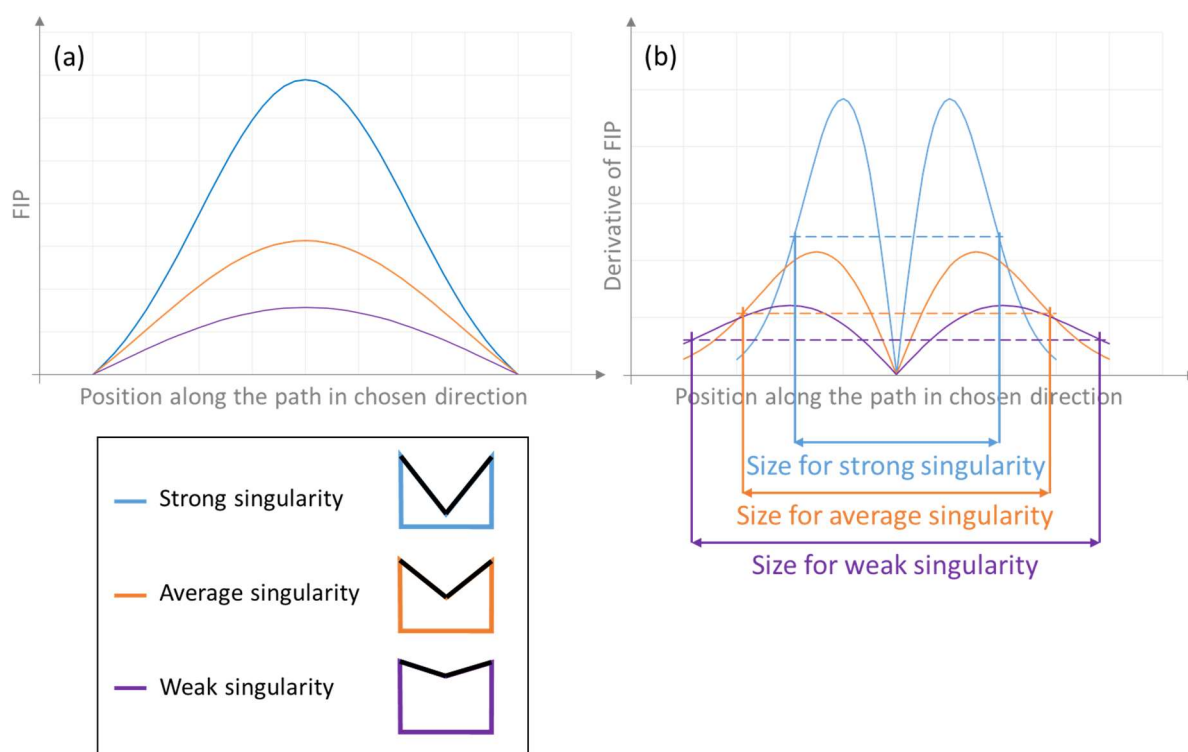 (a)
FIP
Position along the path in chosen direction
(b)
Derivative of FIP
Position along the path in chosen direction
Size for strong singularity
Size for average singularity
Size for weak singularity
Strong singularity
Average singularity
Weak singularity